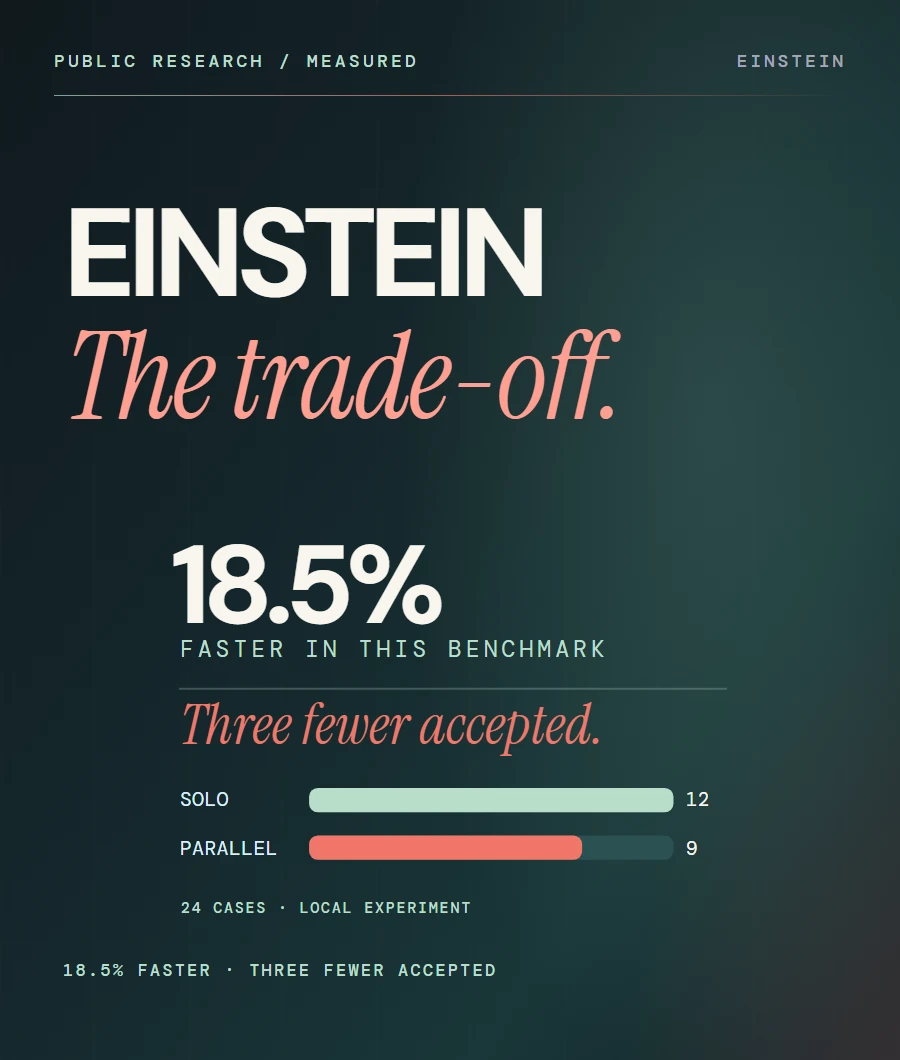 PUBLIC RESEARCH / MEASURED
EINSTEIN
EINSTEIN
The trade-off.
18.5%
FASTER IN THIS BENCHMARK
Three fewer accepted.
SOLO 12
PARALLEL 9
24 CASES · LOCAL EXPERIMENT
18.5% FASTER · THREE FEWER ACCEPTED